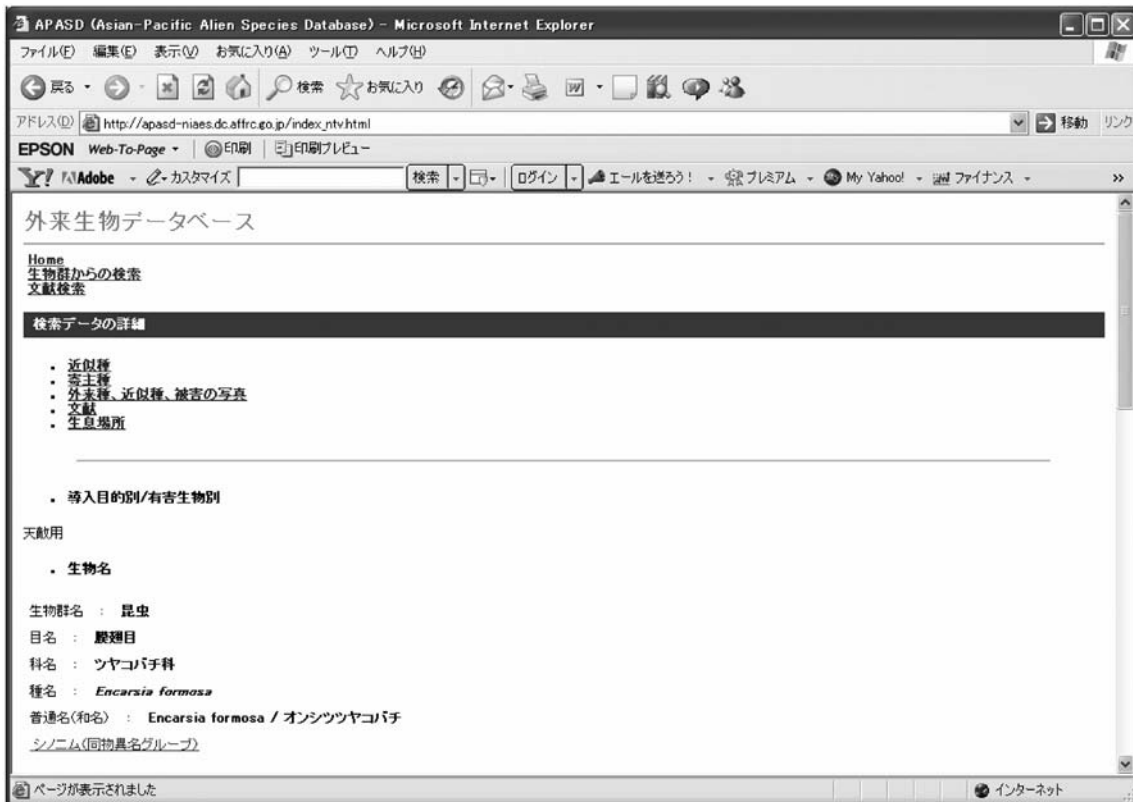 APASD (Asian-Pacific Alien Species Database) - Microsoft Internet Explorer
ファイル(F) 編集(E) 表示(V) お気に入り(A) ツール(T) ヘルプ(H)
戻る 検索 お気に入り
アドレス(D) http://apasd-niaes.dc.affrc.go.jp/index_ntv.html 移動 リンク
EPSON Web-To-Page 印刷 印刷プレビュー
Y! Adobe カスタマイズ 検索 ログイン エールを送ろう! プレミアム My Yahoo! ファイナンス »
外来生物データベース
Home
生物群からの検索
文献検索
検索データの詳細
• 近似種
• 寄主種
• 外来種、近似種、被害の写真
• 文献
• 生息場所
• 導入目的別/有害生物別
天敵用
• 生物名
生物群名 : 昆虫
目名 : 膜翅目
科名 : ツヤコバチ科
種名 : Encarsia formosa
普通名(和名) : Encarsia formosa / オンシツツヤコバチ
シノニム(同物異名グループ)
ページが表示されました インターネット